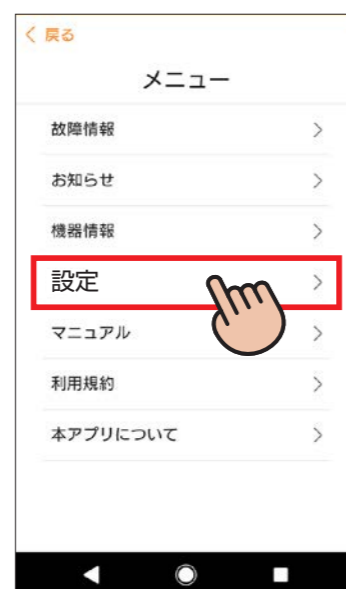 戻る
メニュー
故障情報
お知らせ
機器情報
設定
マニュアル
利用規約
本アプリについて